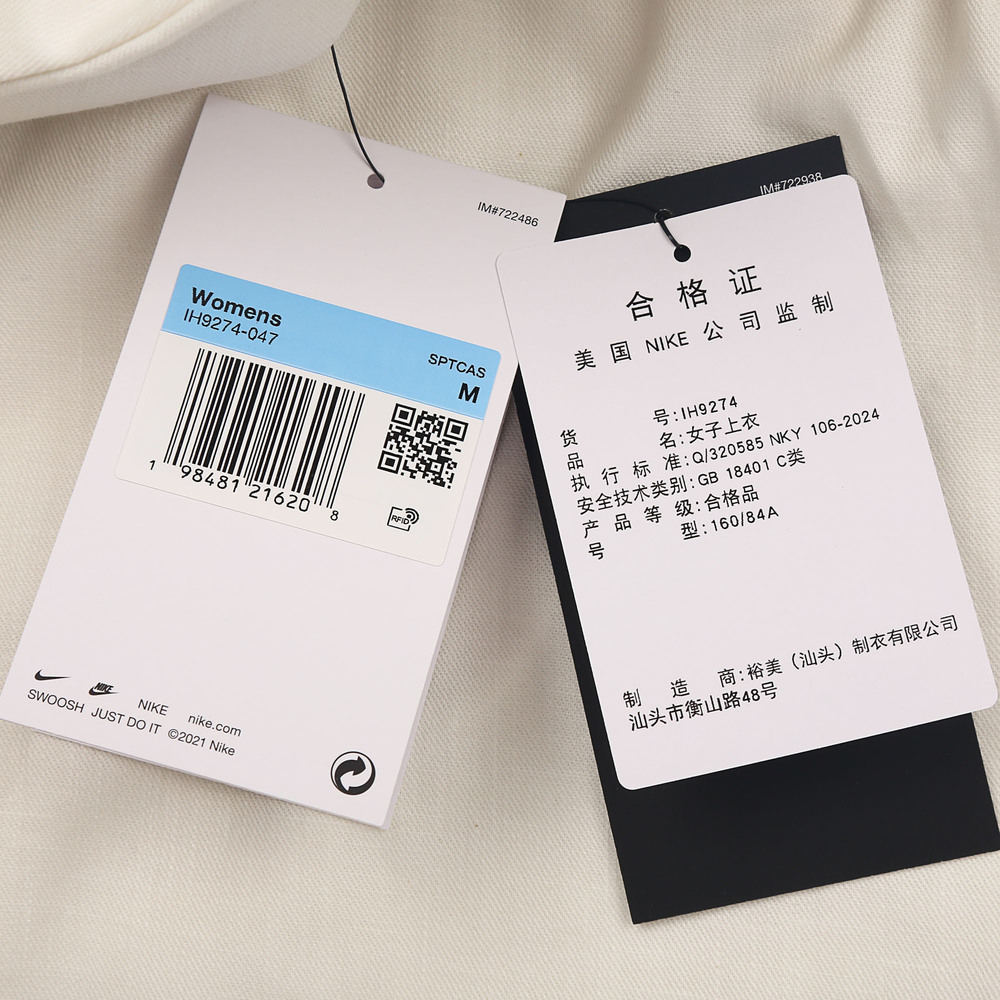 IM#722486
Womens
IH9274-047
SPTCAS
M
1 98481 21620 8
RFID
NIKE
SWOOSH JUST DO IT NIKE nike.com
©2021 Nike
IM#722938
合格证
美国 NIKE 公司监制
货号:IH9274
品名:女子上衣
执行标准:Q/320585 NKY 106-2024
安全技术类别:GB 18401 C类
产品等级:合格品
号型:160/84A
制造商:裕美（汕头）制衣有限公司
汕头市衡山路48号